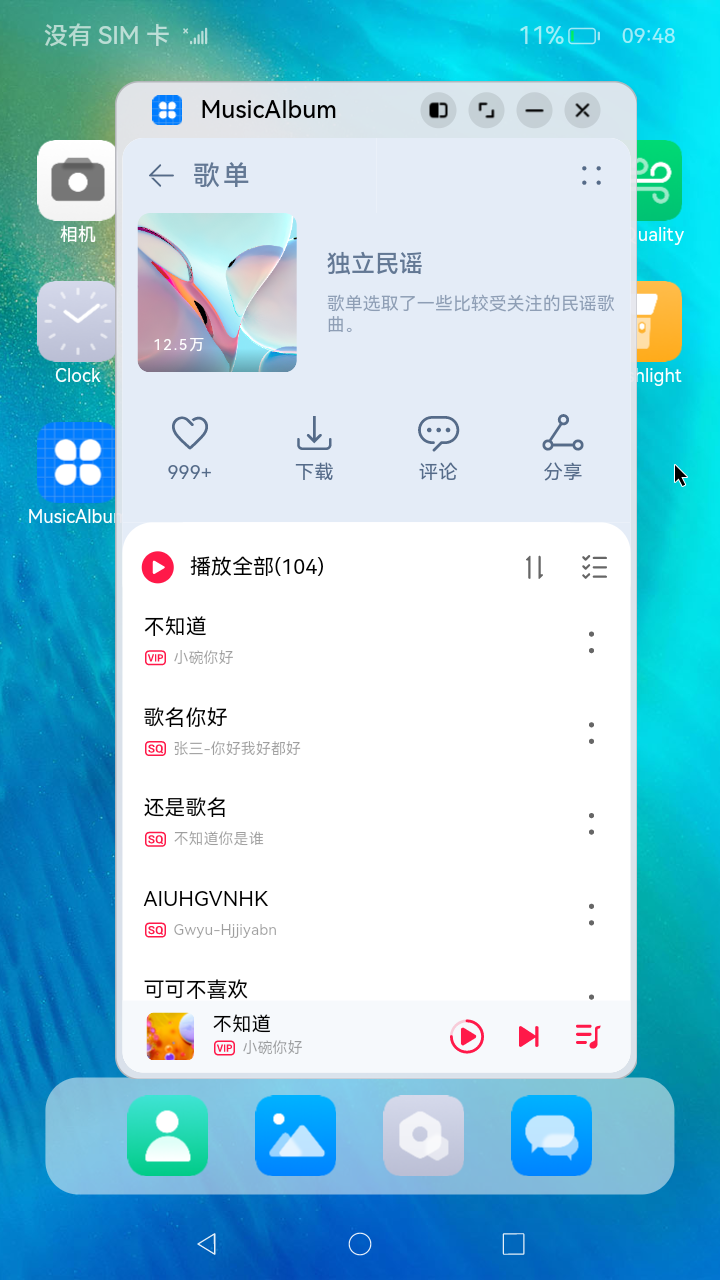 没有 SIM 卡
11%
09:48
MusicAlbum
相机
uality
Clock
hlight
MusicAlbu
歌单
12.5万
独立民谣
歌单选取了一些比较受关注的民谣歌
曲。
999+
下载
评论
分享
播放全部(104)
不知道
VIP 小碗你好
歌名你好
SQ 张三-你好我好都好
还是歌名
SQ 不知道你是谁
AIUHGVNHK
SQ Gwyu-Hjjiyabn
可可不喜欢
不知道
VIP 小碗你好